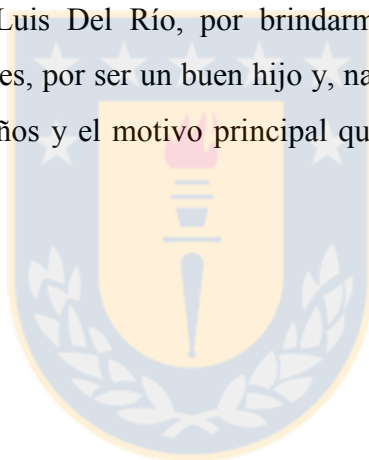 Luis Del Río, por brindarm
es, por ser un buen hijo y, na
ños y el motivo principal qu